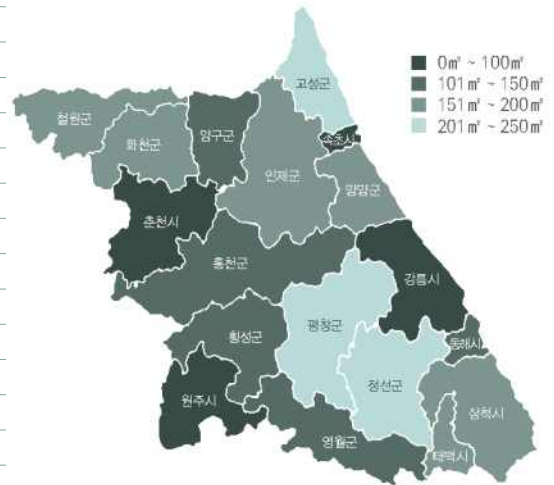 0㎡ ~ 100㎡
101㎡ ~ 150㎡
151㎡ ~ 200㎡
201㎡ ~ 250㎡
고성군
철원군
화천군
양구군
속초시
인제군
양양군
춘천시
홍천군
강릉시
횡성군
평창군
동해시
정선군
원주시
삼척시
영월군
태백시